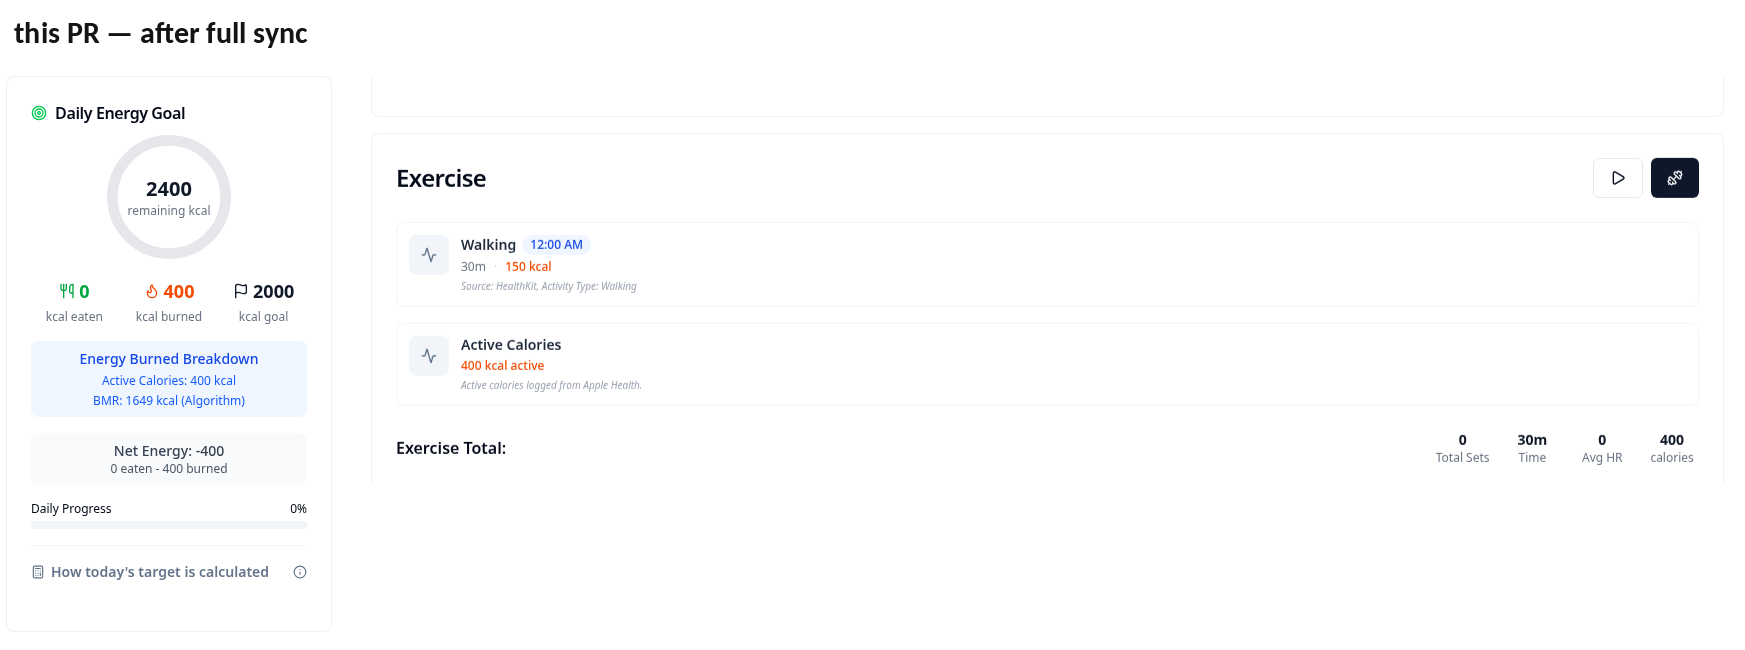 this PR — after full sync
Daily Energy Goal
2400
remaining kcal
0
kcal eaten
400
kcal burned
2000
kcal goal
Energy Burned Breakdown
Active Calories: 400 kcal
BMR: 1649 kcal (Algorithm)
Net Energy: -400
0 eaten - 400 burned
Daily Progress 0%
How today's target is calculated
Exercise
Walking 12:00 AM
30m · 150 kcal
Source: HealthKit, Activity Type: Walking
Active Calories
400 kcal active
Active calories logged from Apple Health.
Exercise Total:
0
Total Sets
30m
Time
0
Avg HR
400
calories